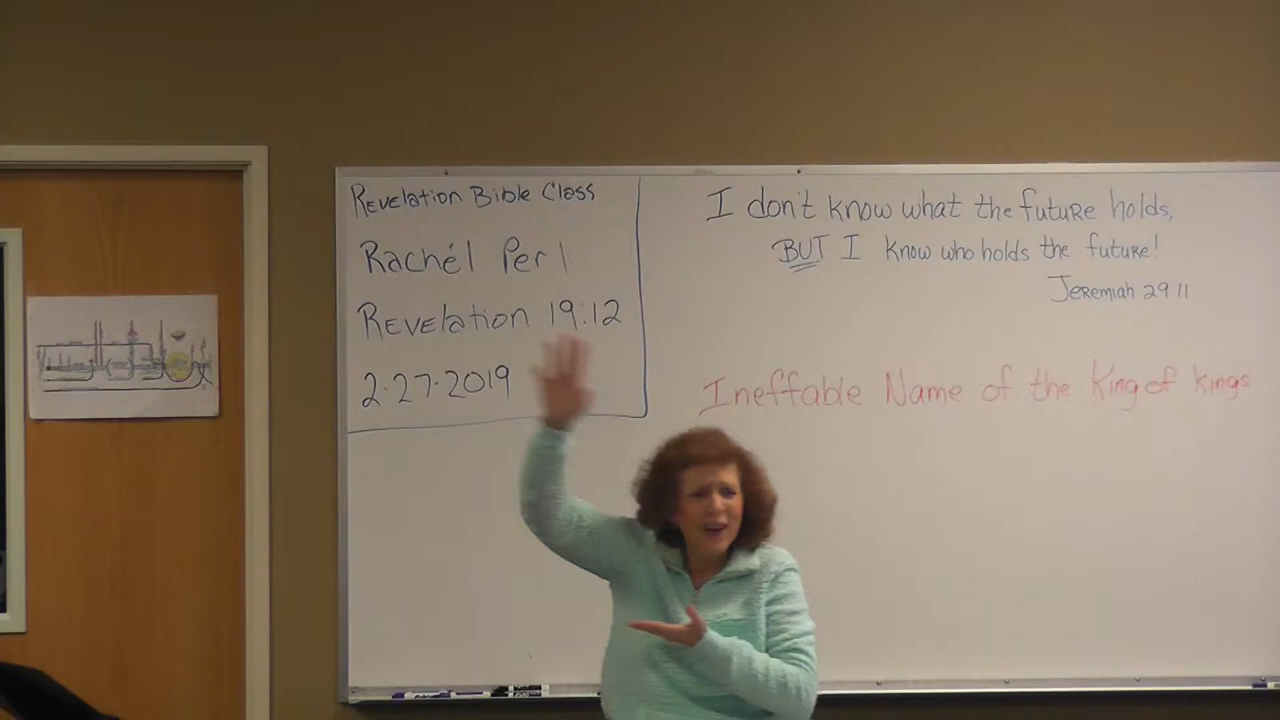 Revelation Bible Class
Rachél Perl
Revelation 19:12
2.27.2019
I don't know what the future holds,
BUT I know who holds the future!
Jeremiah 29 11
Ineffable Name of the King of kings